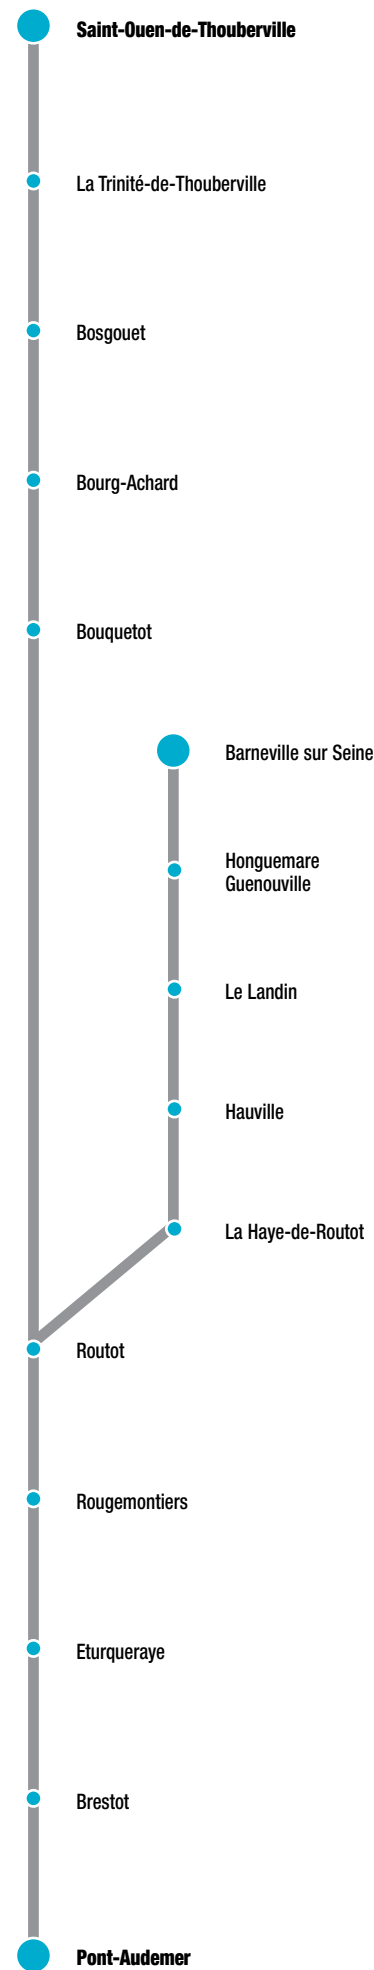 Saint-Ouen-de-Thouberville
La Trinité-de-Thouberville
Bosgouet
Bourg-Achard
Bouquetot
Barneville sur Seine
Honguemare
Guenouville
Le Landin
Hauville
La Haye-de-Routot
Routot
Rougemontiers
Eturqueraye
Brestot
Pont-Audemer